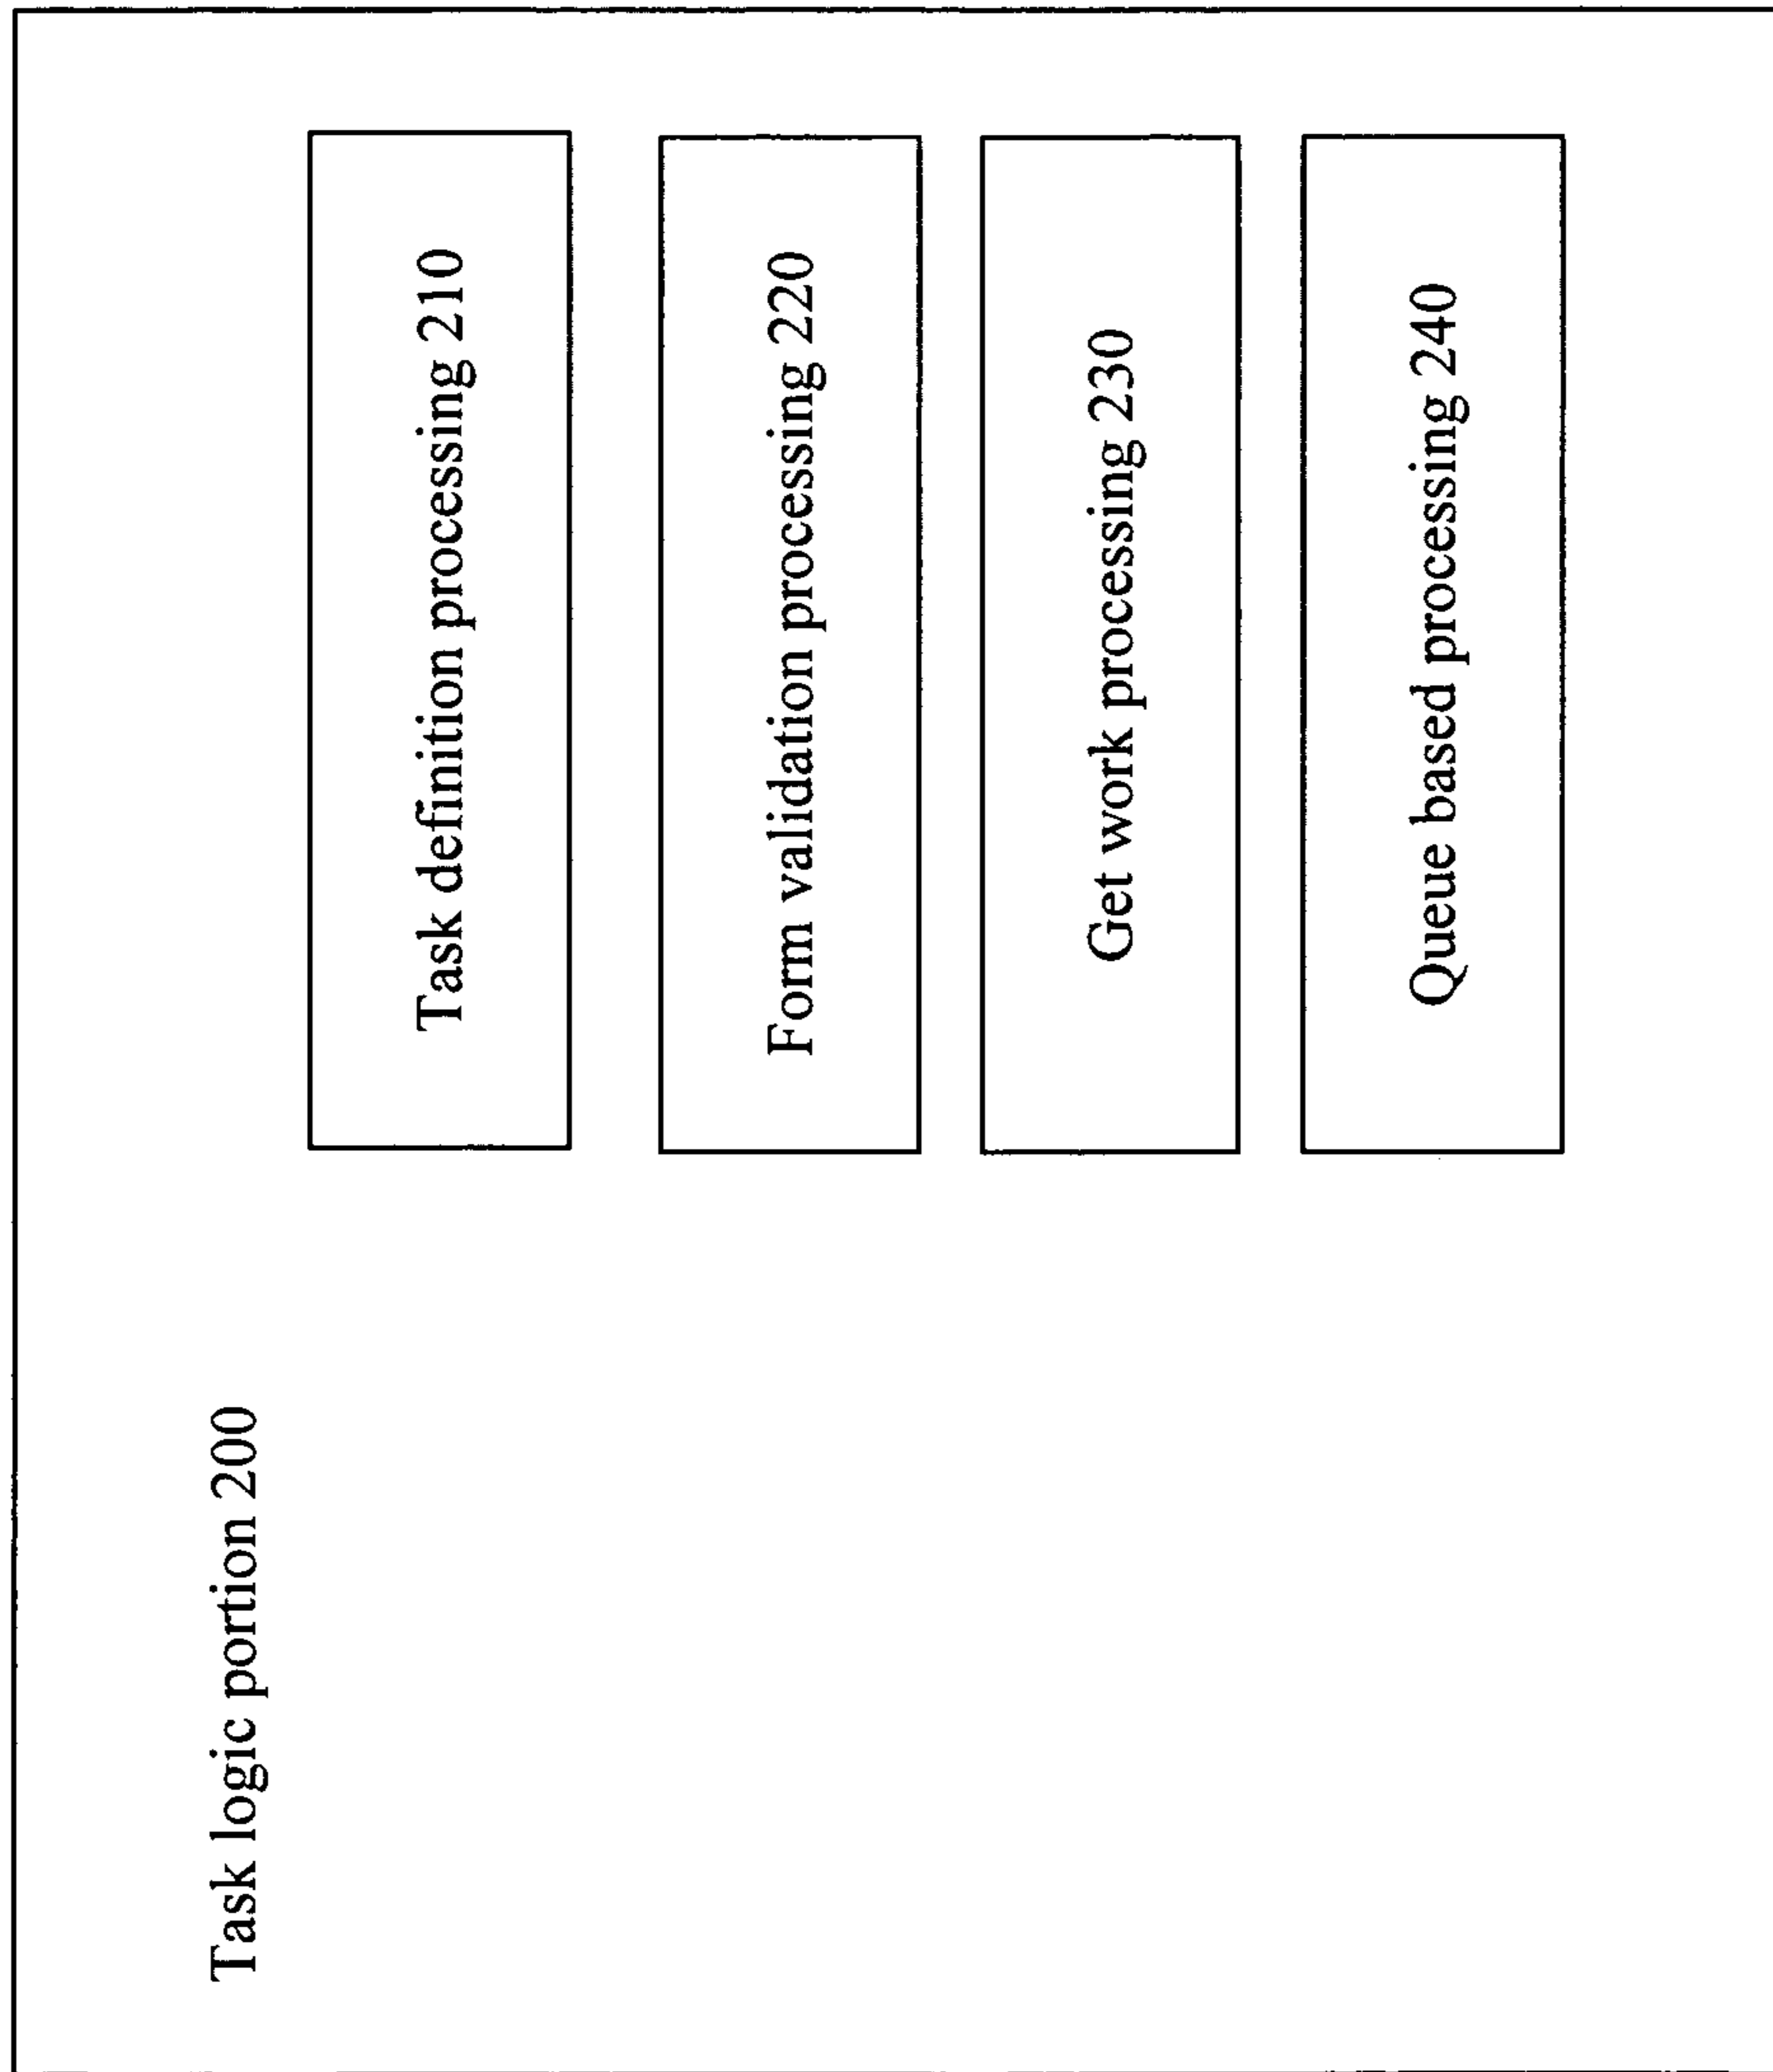 Task logic portion 200
Task definition processing 210
Form validation processing 220
Get work processing 230
Queue based processing 240